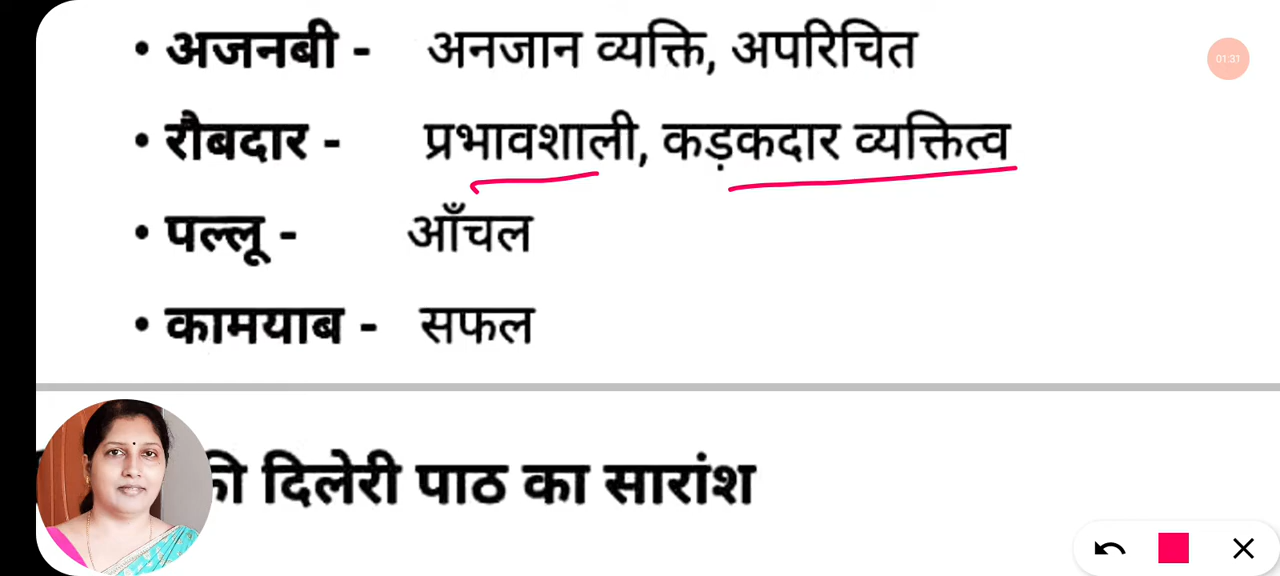 • अजनबी - अनजान व्यक्ति, अपरिचित
01:31
• रौबदार - प्रभावशाली, कड़कदार व्यक्तित्व
• पल्लू - आँचल
• कामयाब - सफल
की दिलेरी पाठ का सारांश